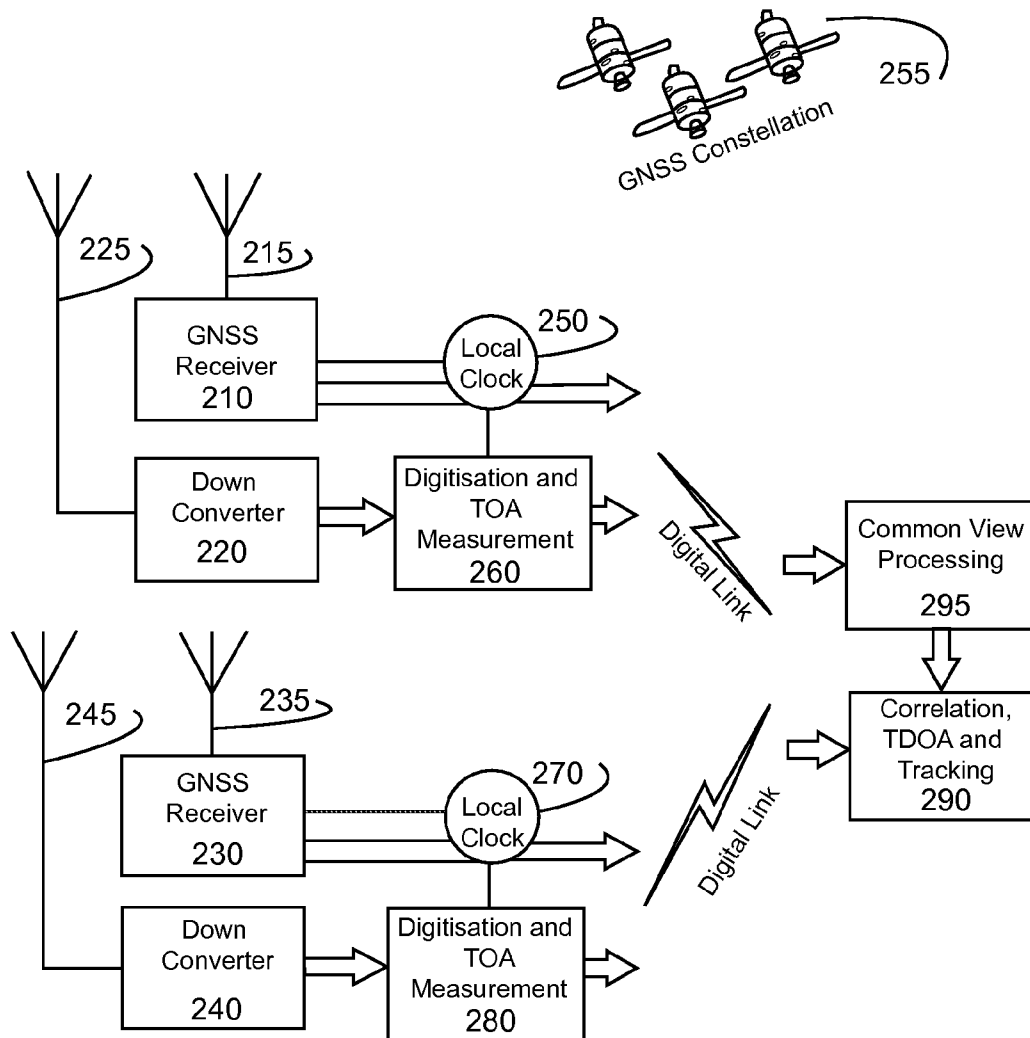 255
GNSS Constellation
225
215
GNSS
Receiver
210
250
Local
Clock
Down
Converter
220
Digitisation and
TOA
Measurement
260
Digital Link
Common View
Processing
295
245
235
GNSS
Receiver
230
270
Local
Clock
Correlation,
TDOA and
Tracking
290
Digital Link
Down
Converter
240
Digitisation and
TOA
Measurement
280